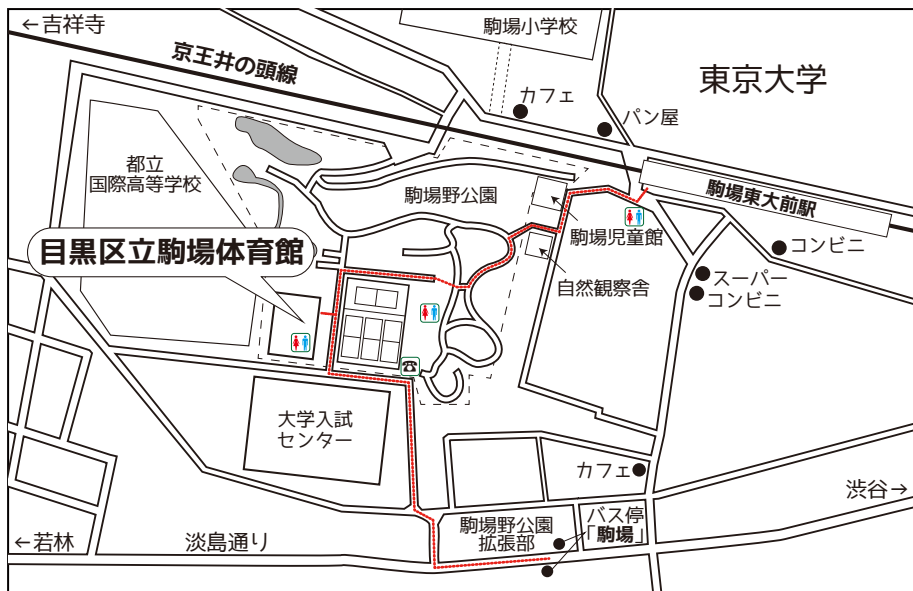 ←吉祥寺
駒場小学校
京王井の頭線
東京大学
カフェ
パン屋
都立
国際高等学校
駒場野公園
駒場東大前駅
駒場児童館
コンビニ
目黒区立駒場体育館
自然観察舎
スーパー
コンビニ
大学入試
センター
カフェ
渋谷→
バス停
「駒場」
駒場野公園
拡張部
←若林
淡島通り